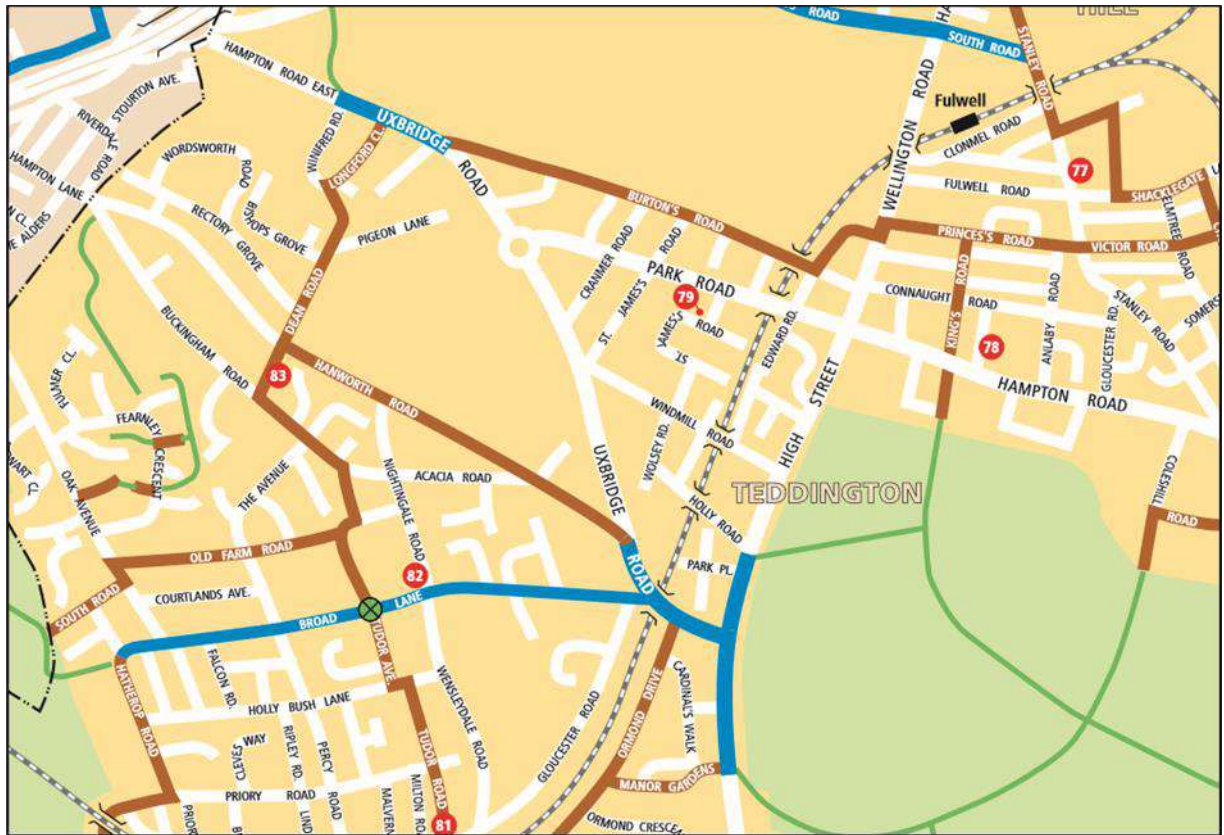 HILL
ROAD
SOUTH ROAD
STANLEY ROAD
HAMPTON ROAD EAST
STOURTON AVE.
RIVERDALE ROAD
UXBRIDGE
ROAD
WINIFRED RD.
LONGFORD CL.
WELLINGTON ROAD
Fulwell
CLONMEL ROAD
77
FULWELL ROAD
SHACKLEGATE
ELMTREE ROAD
HAMPTON LANE
WORDSWORTH
ROAD
BISHOPS GROVE
RECTORY GROVE
PIGEON LANE
BURTON'S ROAD
PRINCES'S ROAD
VICTOR ROAD
CRANMER ROAD
ST. JAMES'S ROAD
PARK ROAD
79
ST. JAMES'S ROAD
EDWARD RD.
CONNAUGHT ROAD
KING'S ROAD
78
ANLABY ROAD
GLOUCESTER RD.
STANLEY ROAD
HAMPTON ROAD
DEAN ROAD
BUCKINGHAM ROAD
83
HANWORTH ROAD
FULMER CL.
FEARNLEY CRESCENT
WINDMILL ROAD
WOLSEY RD.
HIGH STREET
OAK AVENUE
THE AVENUE
NIGHTINGALE ROAD
ACACIA ROAD
UXBRIDGE
ROAD
HOLLY ROAD
TEDDINGTON
COLESHILL
ROAD
OLD FARM ROAD
82
PARK PL.
SOUTH ROAD
COURTLANDS AVE.
BROAD LANE
TUDOR AVE.
HATHEROP ROAD
FALCON RD.
HOLLY BUSH LANE
WENSLEYDALE ROAD
GLOUCESTER ROAD
ORMOND DRIVE
CARDINAL'S WALK
CLEVES WAY
RIPLEY RD.
PERCY ROAD
TUDOR ROAD
MANOR GARDENS
PRIORY ROAD
81